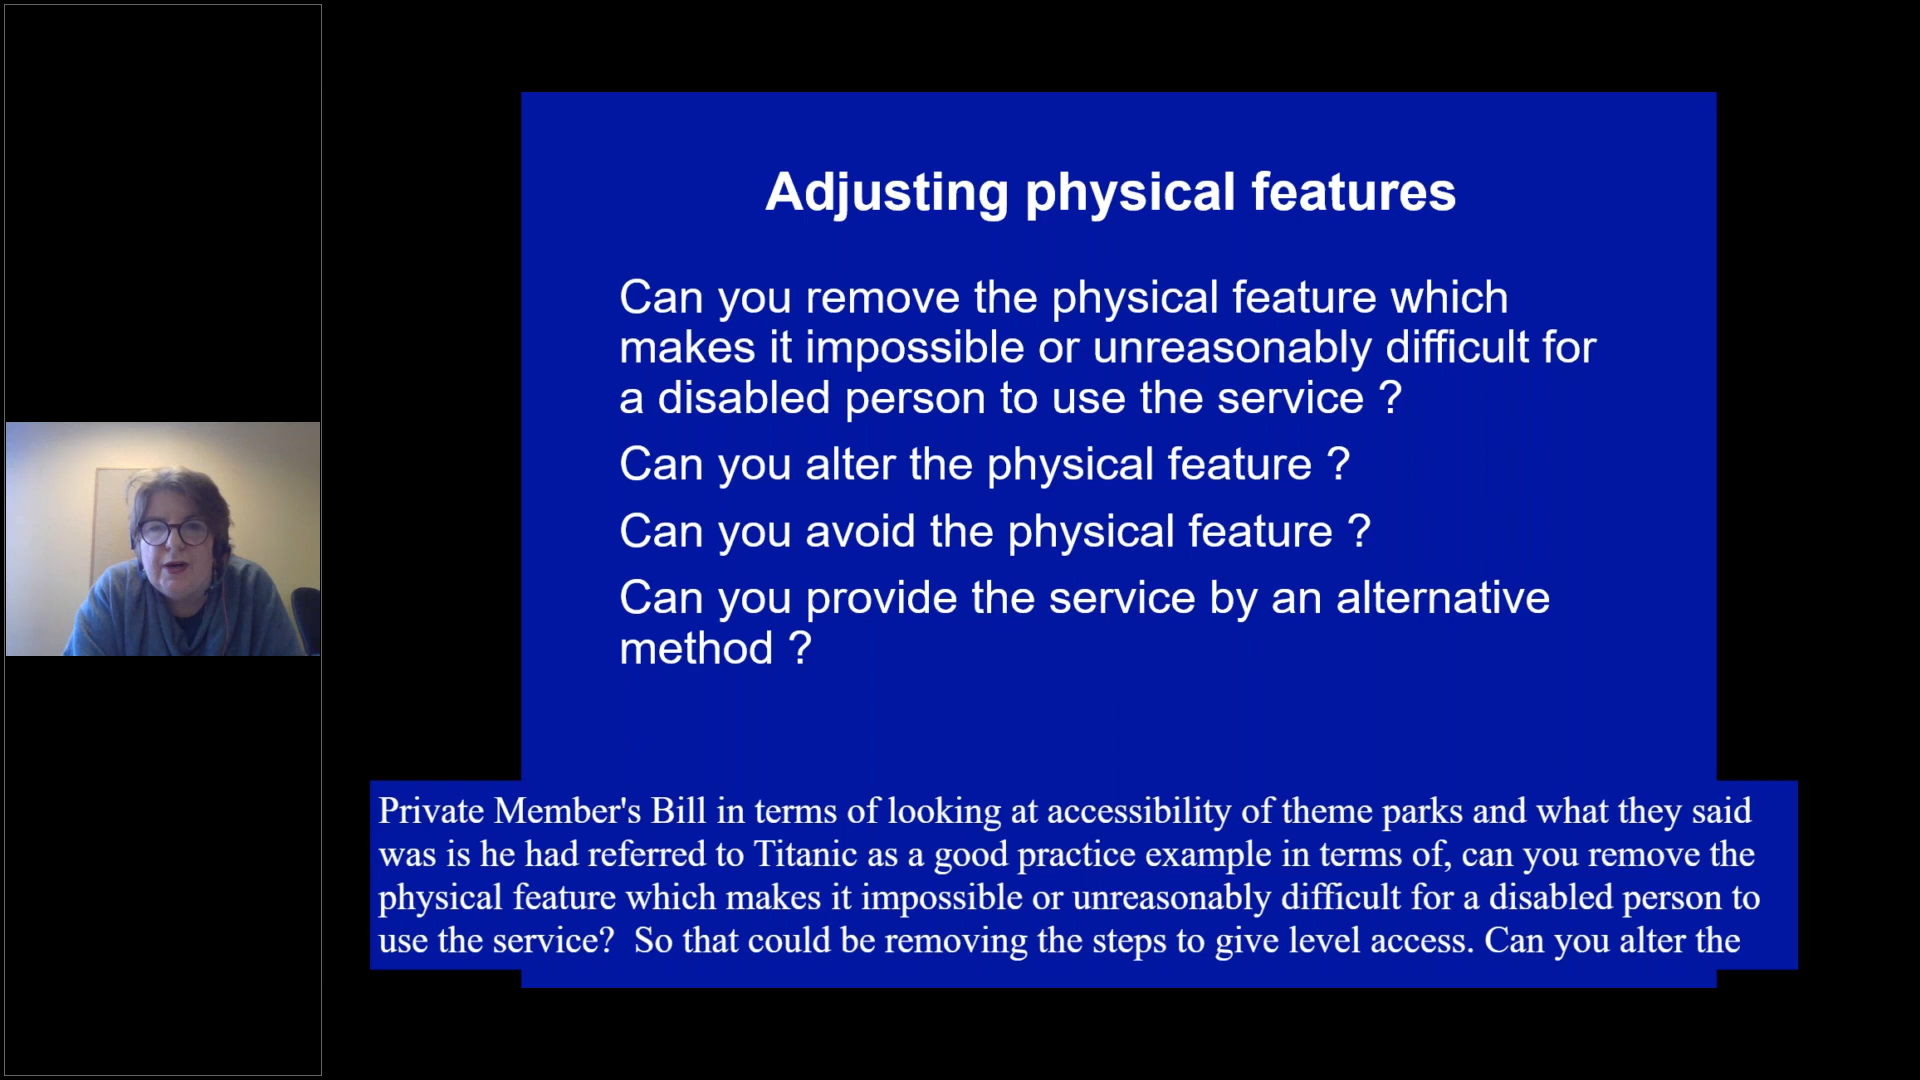 Adjusting physical features
Can you remove the physical feature which
makes it impossible or unreasonably difficult for
a disabled person to use the service ?
Can you alter the physical feature ?
Can you avoid the physical feature ?
Can you provide the service by an alternative
method ?
Private Member's Bill in terms of looking at accessibility of theme parks and what they said
was is he had referred to Titanic as a good practice example in terms of, can you remove the
physical feature which makes it impossible or unreasonably difficult for a disabled person to
use the service?  So that could be removing the steps to give level access. Can you alter the